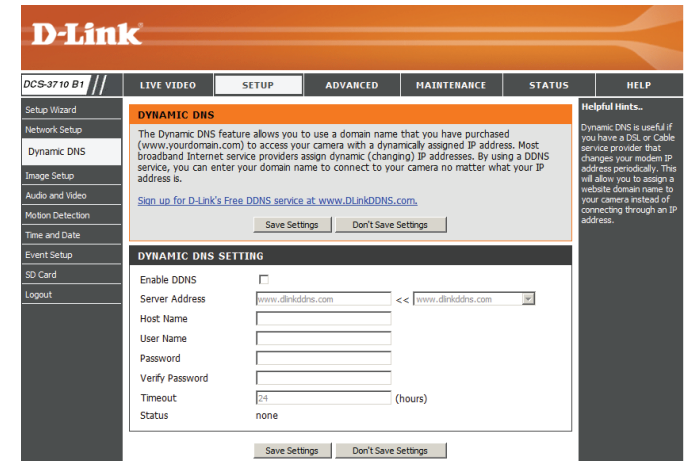 D-Link
DCS-3710 B1 // LIVE VIDEO SETUP ADVANCED MAINTENANCE STATUS HELP
Setup Wizard
Network Setup
Dynamic DNS
Image Setup
Audio and Video
Motion Detection
Time and Date
Event Setup
SD Card
Logout
DYNAMIC DNS
The Dynamic DNS feature allows you to use a domain name that you have purchased
(www.yourdomain.com) to access your camera with a dynamically assigned IP address. Most
broadband Internet service providers assign dynamic (changing) IP addresses. By using a DDNS
service, you can enter your domain name to connect to your camera no matter what your IP
address is.
Sign up for D-Link's Free DDNS service at www.DLinkDDNS.com.
Save Settings Don't Save Settings
DYNAMIC DNS SETTING
Enable DDNS
Server Address www.dlinkddns.com << www.dlinkddns.com
Host Name
User Name
Password
Verify Password
Timeout 24 (hours)
Status none
Save Settings Don't Save Settings
Helpful Hints..
Dynamic DNS is useful if
you have a DSL or Cable
service provider that
changes your modem IP
address periodically. This
will allow you to assign a
website domain name to
your camera instead of
connecting through an IP
address.